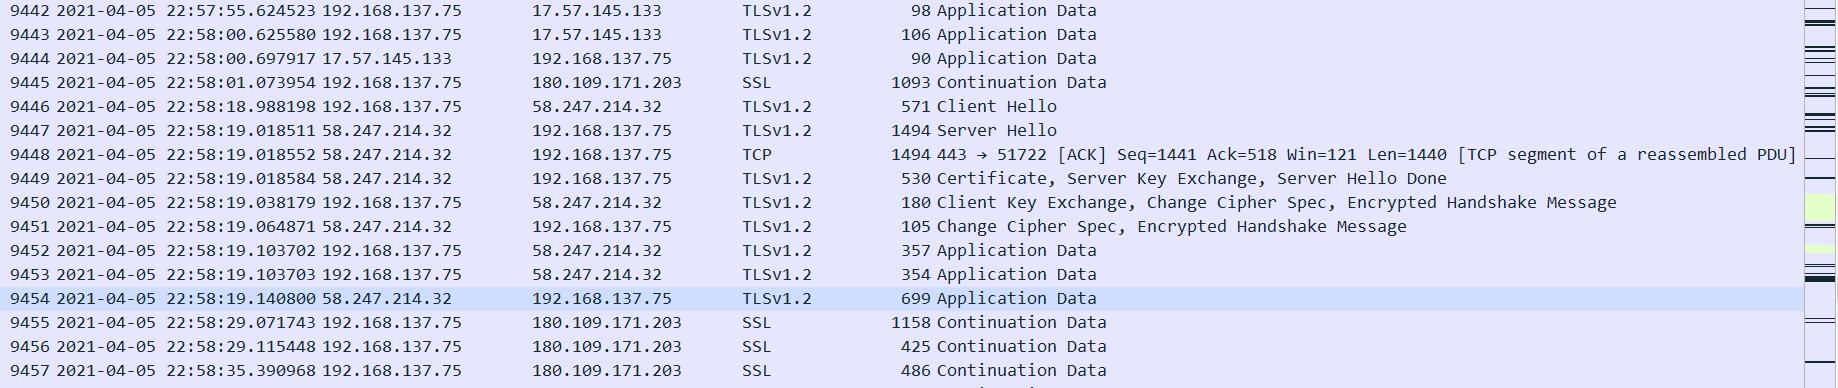 9442 2021-04-05 22:57:55.624523 192.168.137.75 17.57.145.133 TLSv1.2 98 Application Data
9443 2021-04-05 22:58:00.625580 192.168.137.75 17.57.145.133 TLSv1.2 106 Application Data
9444 2021-04-05 22:58:00.697917 17.57.145.133 192.168.137.75 TLSv1.2 90 Application Data
9445 2021-04-05 22:58:01.073954 192.168.137.75 180.109.171.203 SSL 1093 Continuation Data
9446 2021-04-05 22:58:18.988198 192.168.137.75 58.247.214.32 TLSv1.2 571 Client Hello
9447 2021-04-05 22:58:19.018511 58.247.214.32 192.168.137.75 TLSv1.2 1494 Server Hello
9448 2021-04-05 22:58:19.018552 58.247.214.32 192.168.137.75 TCP 1494 443 → 51722 [ACK] Seq=1441 Ack=518 Win=121 Len=1440 [TCP segment of a reassembled PDU]
9449 2021-04-05 22:58:19.018584 58.247.214.32 192.168.137.75 TLSv1.2 530 Certificate, Server Key Exchange, Server Hello Done
9450 2021-04-05 22:58:19.038179 192.168.137.75 58.247.214.32 TLSv1.2 180 Client Key Exchange, Change Cipher Spec, Encrypted Handshake Message
9451 2021-04-05 22:58:19.064871 58.247.214.32 192.168.137.75 TLSv1.2 105 Change Cipher Spec, Encrypted Handshake Message
9452 2021-04-05 22:58:19.103702 192.168.137.75 58.247.214.32 TLSv1.2 357 Application Data
9453 2021-04-05 22:58:19.103703 192.168.137.75 58.247.214.32 TLSv1.2 354 Application Data
9454 2021-04-05 22:58:19.140800 58.247.214.32 192.168.137.75 TLSv1.2 699 Application Data
9455 2021-04-05 22:58:29.071743 192.168.137.75 180.109.171.203 SSL 1158 Continuation Data
9456 2021-04-05 22:58:29.115448 192.168.137.75 180.109.171.203 SSL 425 Continuation Data
9457 2021-04-05 22:58:35.390968 192.168.137.75 180.109.171.203 SSL 486 Continuation Data